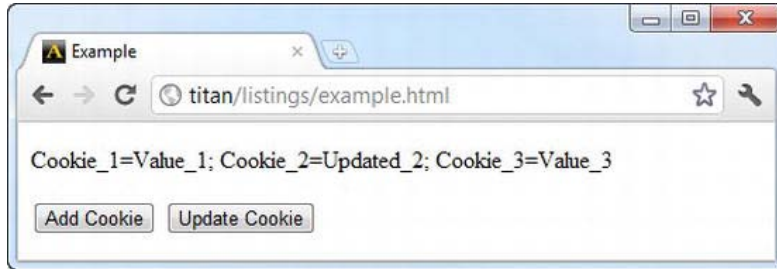 Example
titan/listings/example.html
Cookie_1=Value_1; Cookie_2=Updated_2; Cookie_3=Value_3
Add Cookie Update Cookie